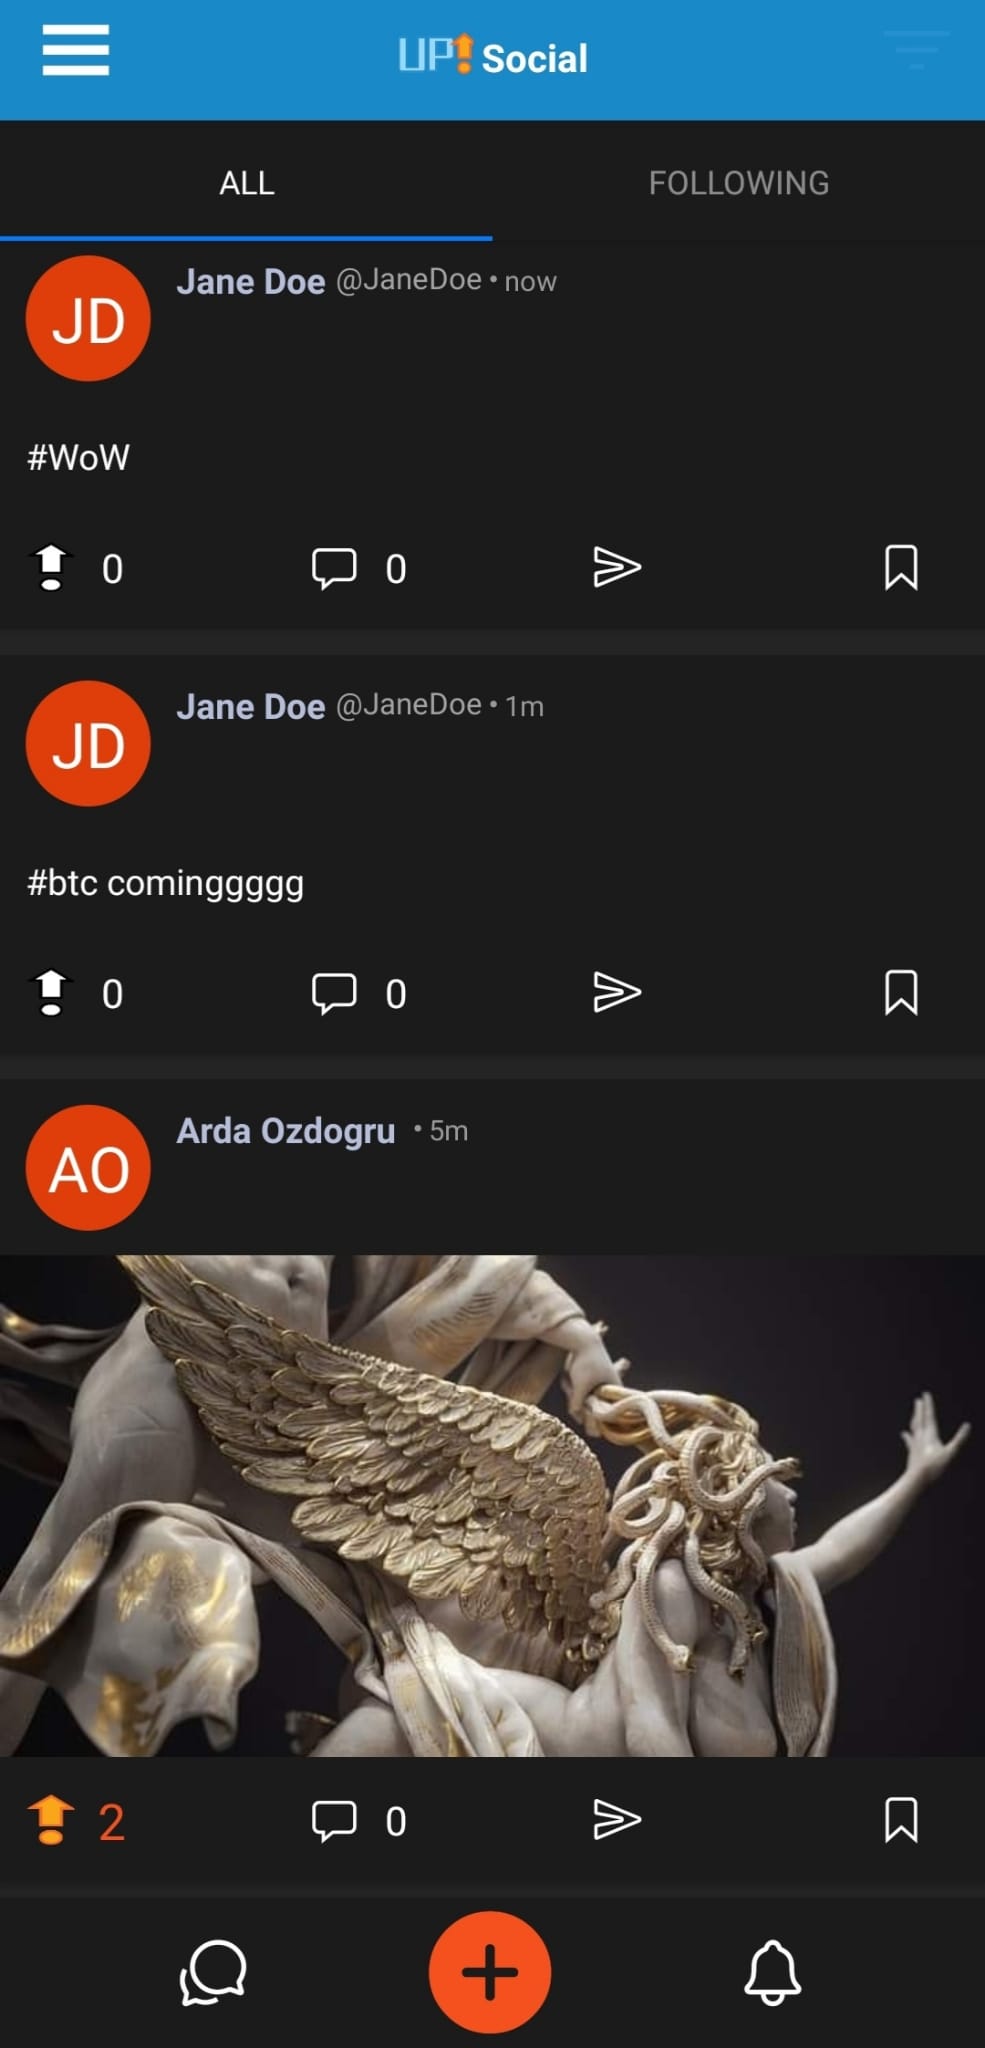 UP! Social
ALL FOLLOWING
JD Jane Doe @JaneDoe • now
#WoW
0 0
JD Jane Doe @JaneDoe • 1m
#btc cominggggg
0 0
AO Arda Ozdogru • 5m
2 0